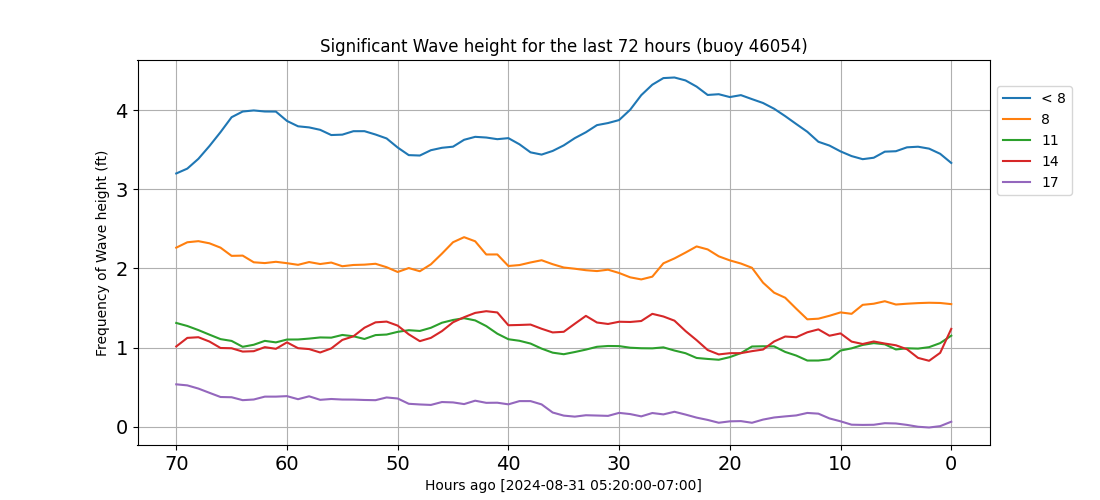 Significant Wave height for the last 72 hours (buoy 46054)
Frequency of Wave height (ft)
4
3
2
1
0
70 60 50 40 30 20 10 0
Hours ago [2024-08-31 05:20:00-07:00]
< 8
8
11
14
17